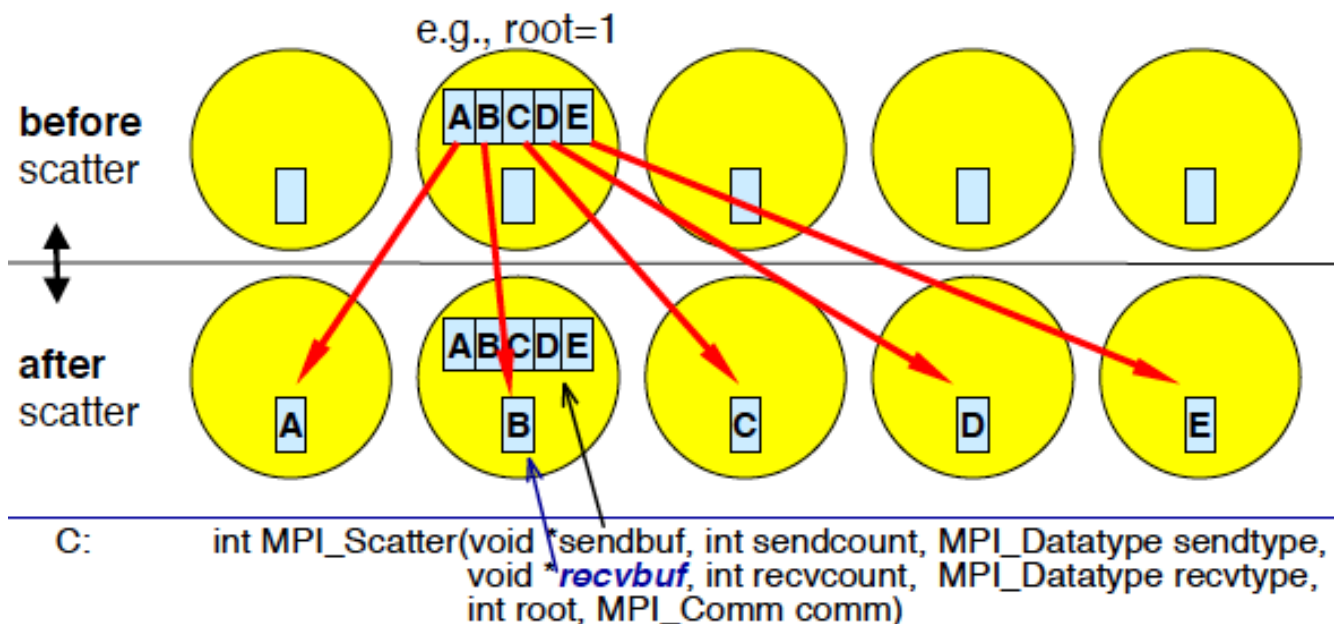 e.g., root=1
before
scatter
A B C D E
after
scatter
A B C D E
A B C D E
C: int MPI_Scatter(void *sendbuf, int sendcount, MPI_Datatype sendtype,
void *recvbuf, int recvcount, MPI_Datatype recvtype,
int root, MPI_Comm comm)